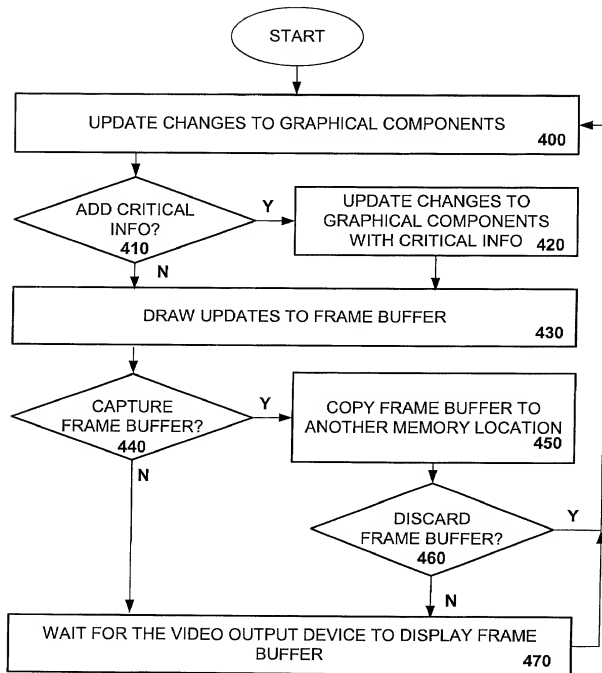 START
UPDATE CHANGES TO GRAPHICAL COMPONENTS
400
ADD CRITICAL
INFO?
410
Y
N
UPDATE CHANGES TO
GRAPHICAL COMPONENTS
WITH CRITICAL INFO
420
DRAW UPDATES TO FRAME BUFFER
430
CAPTURE
FRAME BUFFER?
440
Y
N
COPY FRAME BUFFER TO
ANOTHER MEMORY LOCATION
450
DISCARD
FRAME BUFFER?
460
Y
N
WAIT FOR THE VIDEO OUTPUT DEVICE TO DISPLAY FRAME
BUFFER
470